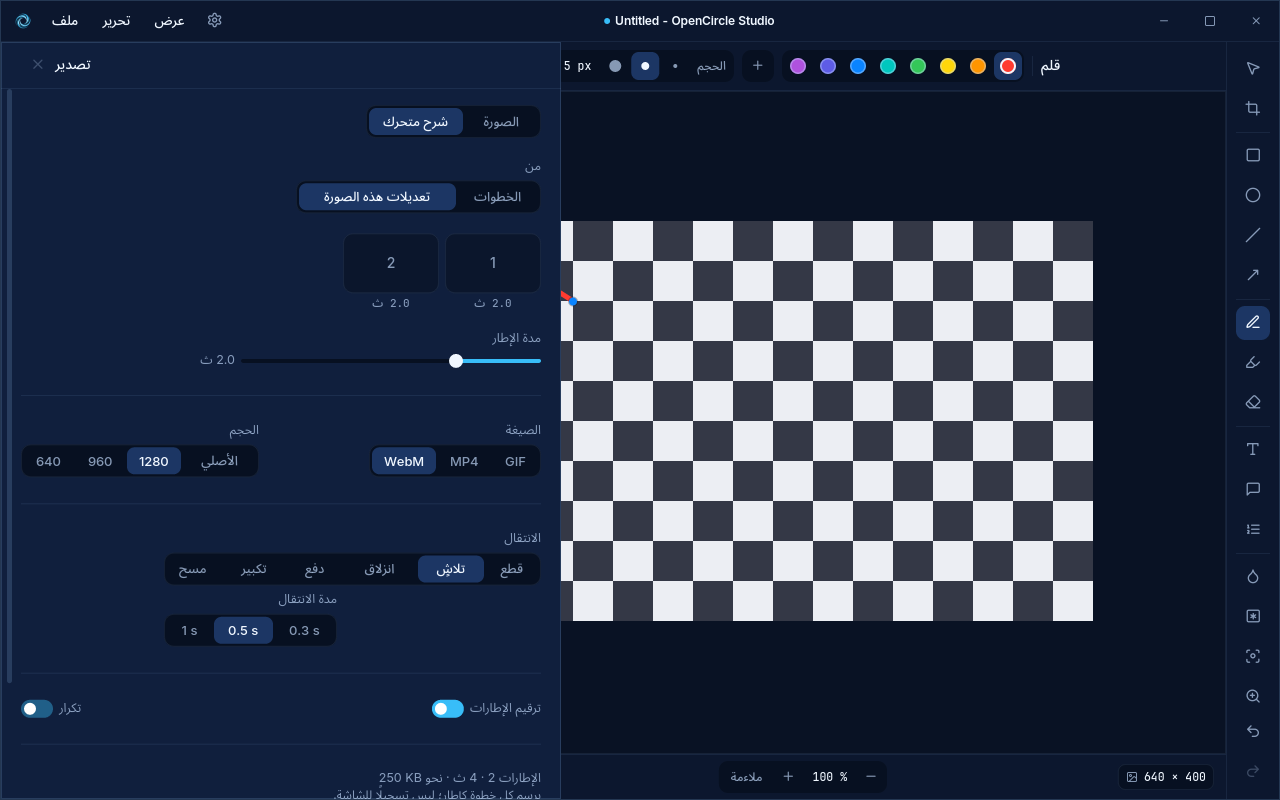 ملف
تحرير
عرض
Untitled - OpenCircle Studio
تصدير
قلم
الحجم
5 px
الصورة
شرح متحرك
من
الخطوات
تعديلات هذه الصورة
1
2
2.0 ث
2.0 ث
مدة الإطار
2.0 ث
الصيغة
GIF
MP4
WebM
الحجم
الأصلي
1280
960
640
الانتقال
قطع
تلاشٍ
انزلاق
دفع
تكبير
مسح
مدة الانتقال
0.3 s
0.5 s
1 s
ترقيم الإطارات
تكرار
الإطارات 2 · 4 ث · نحو 250 KB
يرسم كل خطوة كإطار؛ ليس تسجيلًا للشاشة.
ملاءمة
100 %
640 × 400